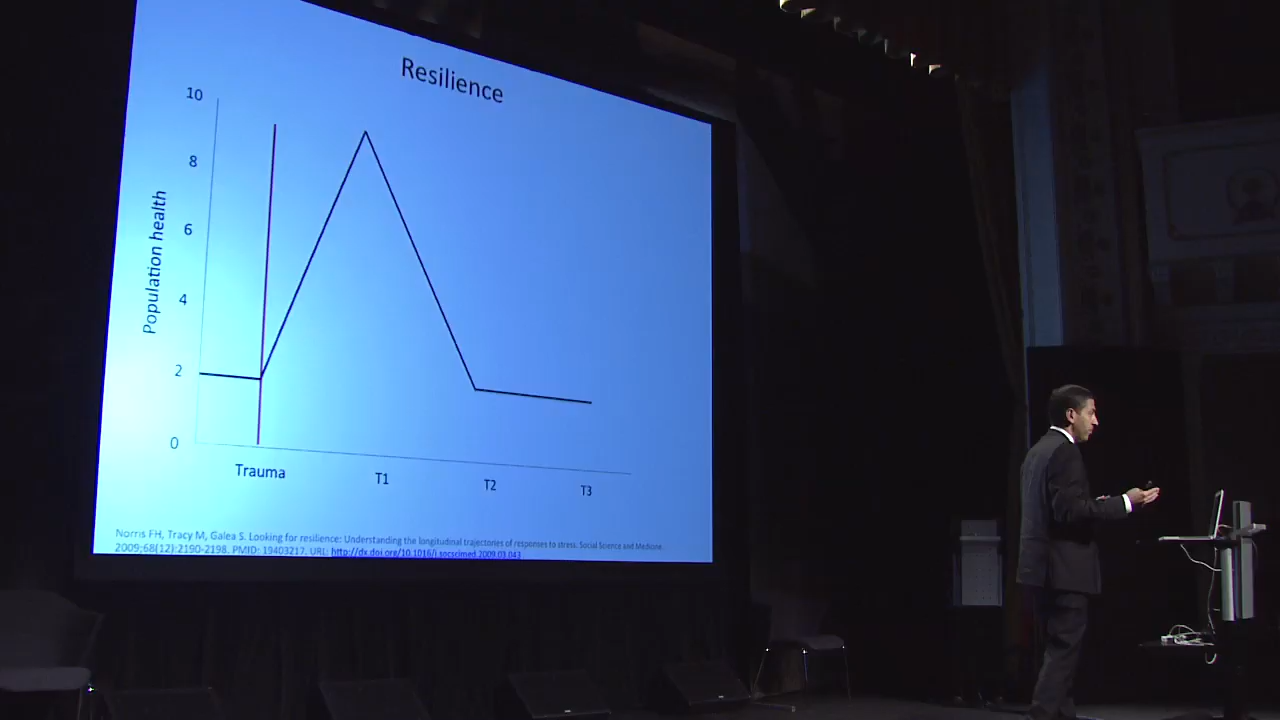 Resilience
10
8
6
4
2
0
Population health
Trauma
T1
T2
T3
Norris FH, Tracy M, Galea S. Looking for resilience: Understanding the longitudinal trajectories of responses to stress. Social Science and Medicine.
2009;68(12):2190-2198. PMID: 19403217. URL: http://dx.doi.org/10.1016/j.socscimed.2009.03.043